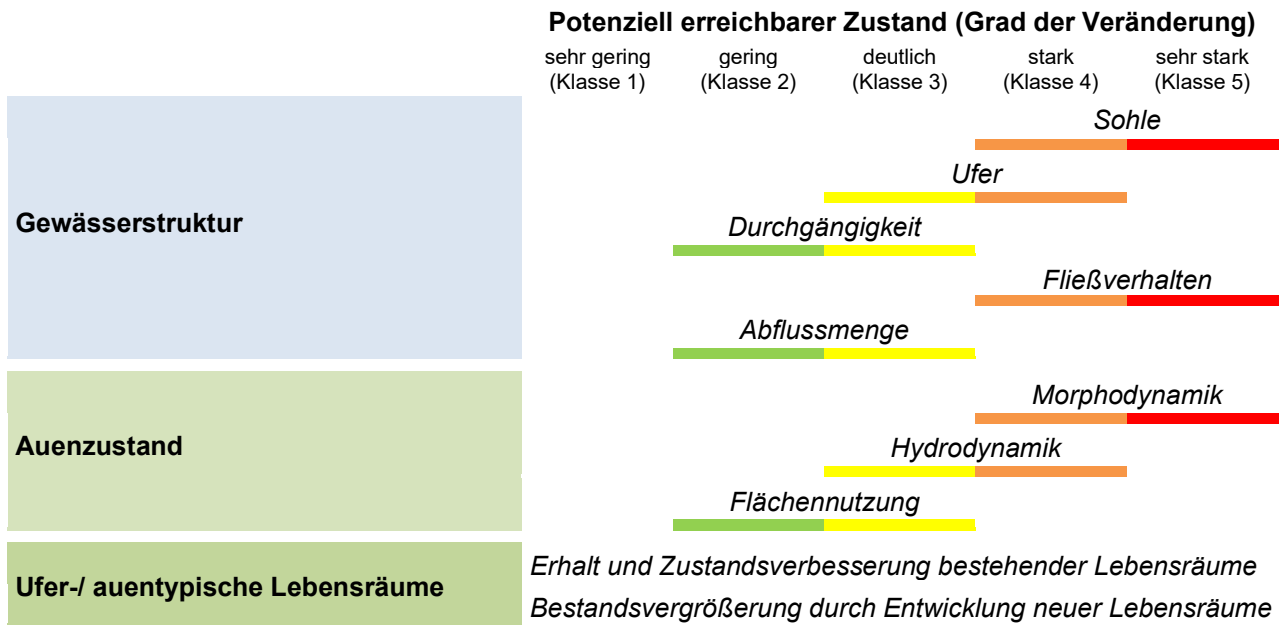 Potenziell erreichbarer Zustand (Grad der Veränderung)
sehr gering gering deutlich stark sehr stark
(Klasse 1) (Klasse 2) (Klasse 3) (Klasse 4) (Klasse 5)
Sohle
Ufer
Gewässerstruktur
Durchgängigkeit
Fließverhalten
Abflussmenge
Morphodynamik
Auenzustand
Hydrodynamik
Flächennutzung
Ufer-/ auentypische Lebensräume
Erhalt und Zustandsverbesserung bestehender Lebensräume
Bestandsvergrößerung durch Entwicklung neuer Lebensräume